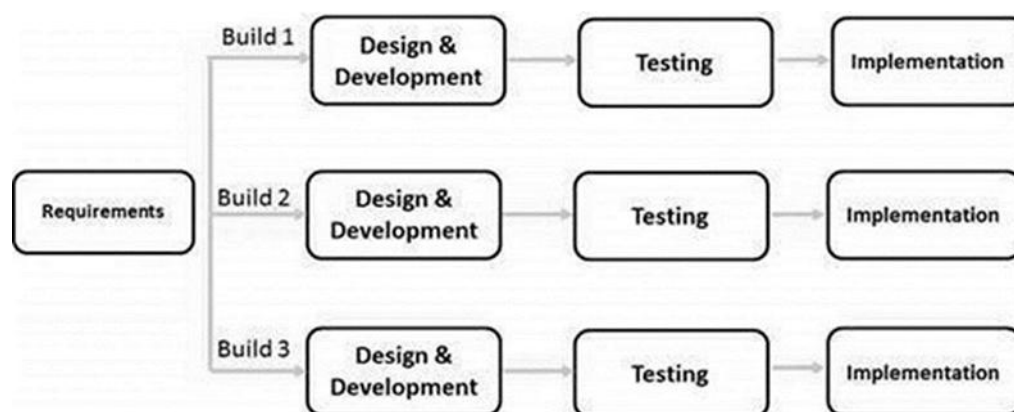 Build 1
Design &
Development
Testing
Implementation
Requirements
Build 2
Design &
Development
Testing
Implementation
Build 3
Design &
Development
Testing
Implementation